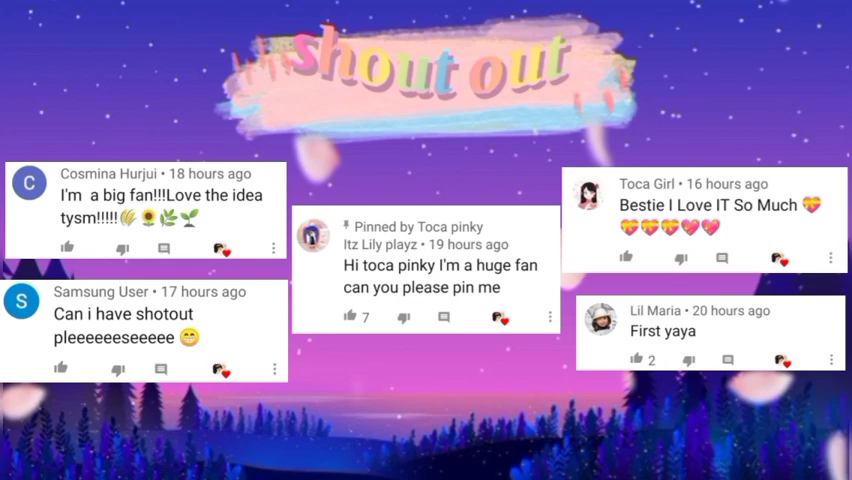 shout out
Cosmina Hurjui • 18 hours ago
I'm a big fan!!!Love the idea
tysm!!!!!🌾🌻🌿🌱
Samsung User • 17 hours ago
Can i have shotout
pleeeeeeseeeee 😁
Pinned by Toca pinky
Itz Lily playz • 19 hours ago
Hi toca pinky I'm a huge fan
can you please pin me
7
Toca Girl • 16 hours ago
Bestie I Love IT So Much 💝
💝💝💝💖💖
Lil Maria • 20 hours ago
First yaya
2
C
S